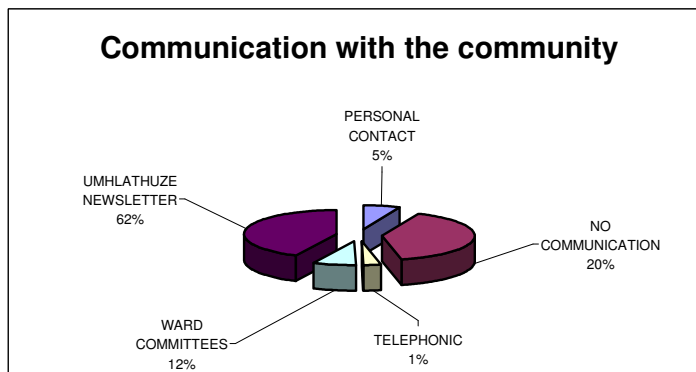 Communication with the community
PERSONAL
CONTACT
5%
UMHLATHUZE
NEWSLETTER
62%
NO
COMMUNICATION
20%
WARD
COMMITTEES
12%
TELEPHONIC
1%